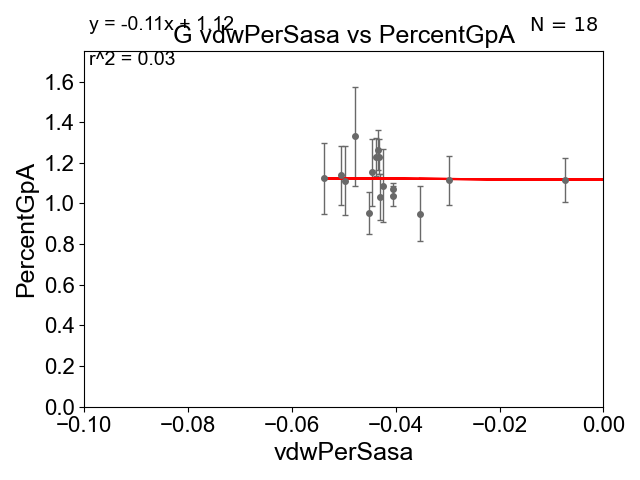 y = -0.11x + 1.12
G vdwPerSasa vs PercentGpA
N = 18
r^2 = 0.03
PercentGpA
1.6
1.4
1.2
1.0
0.8
0.6
0.4
0.2
0.0
−0.10
−0.08
−0.06
−0.04
−0.02
0.00
vdwPerSasa